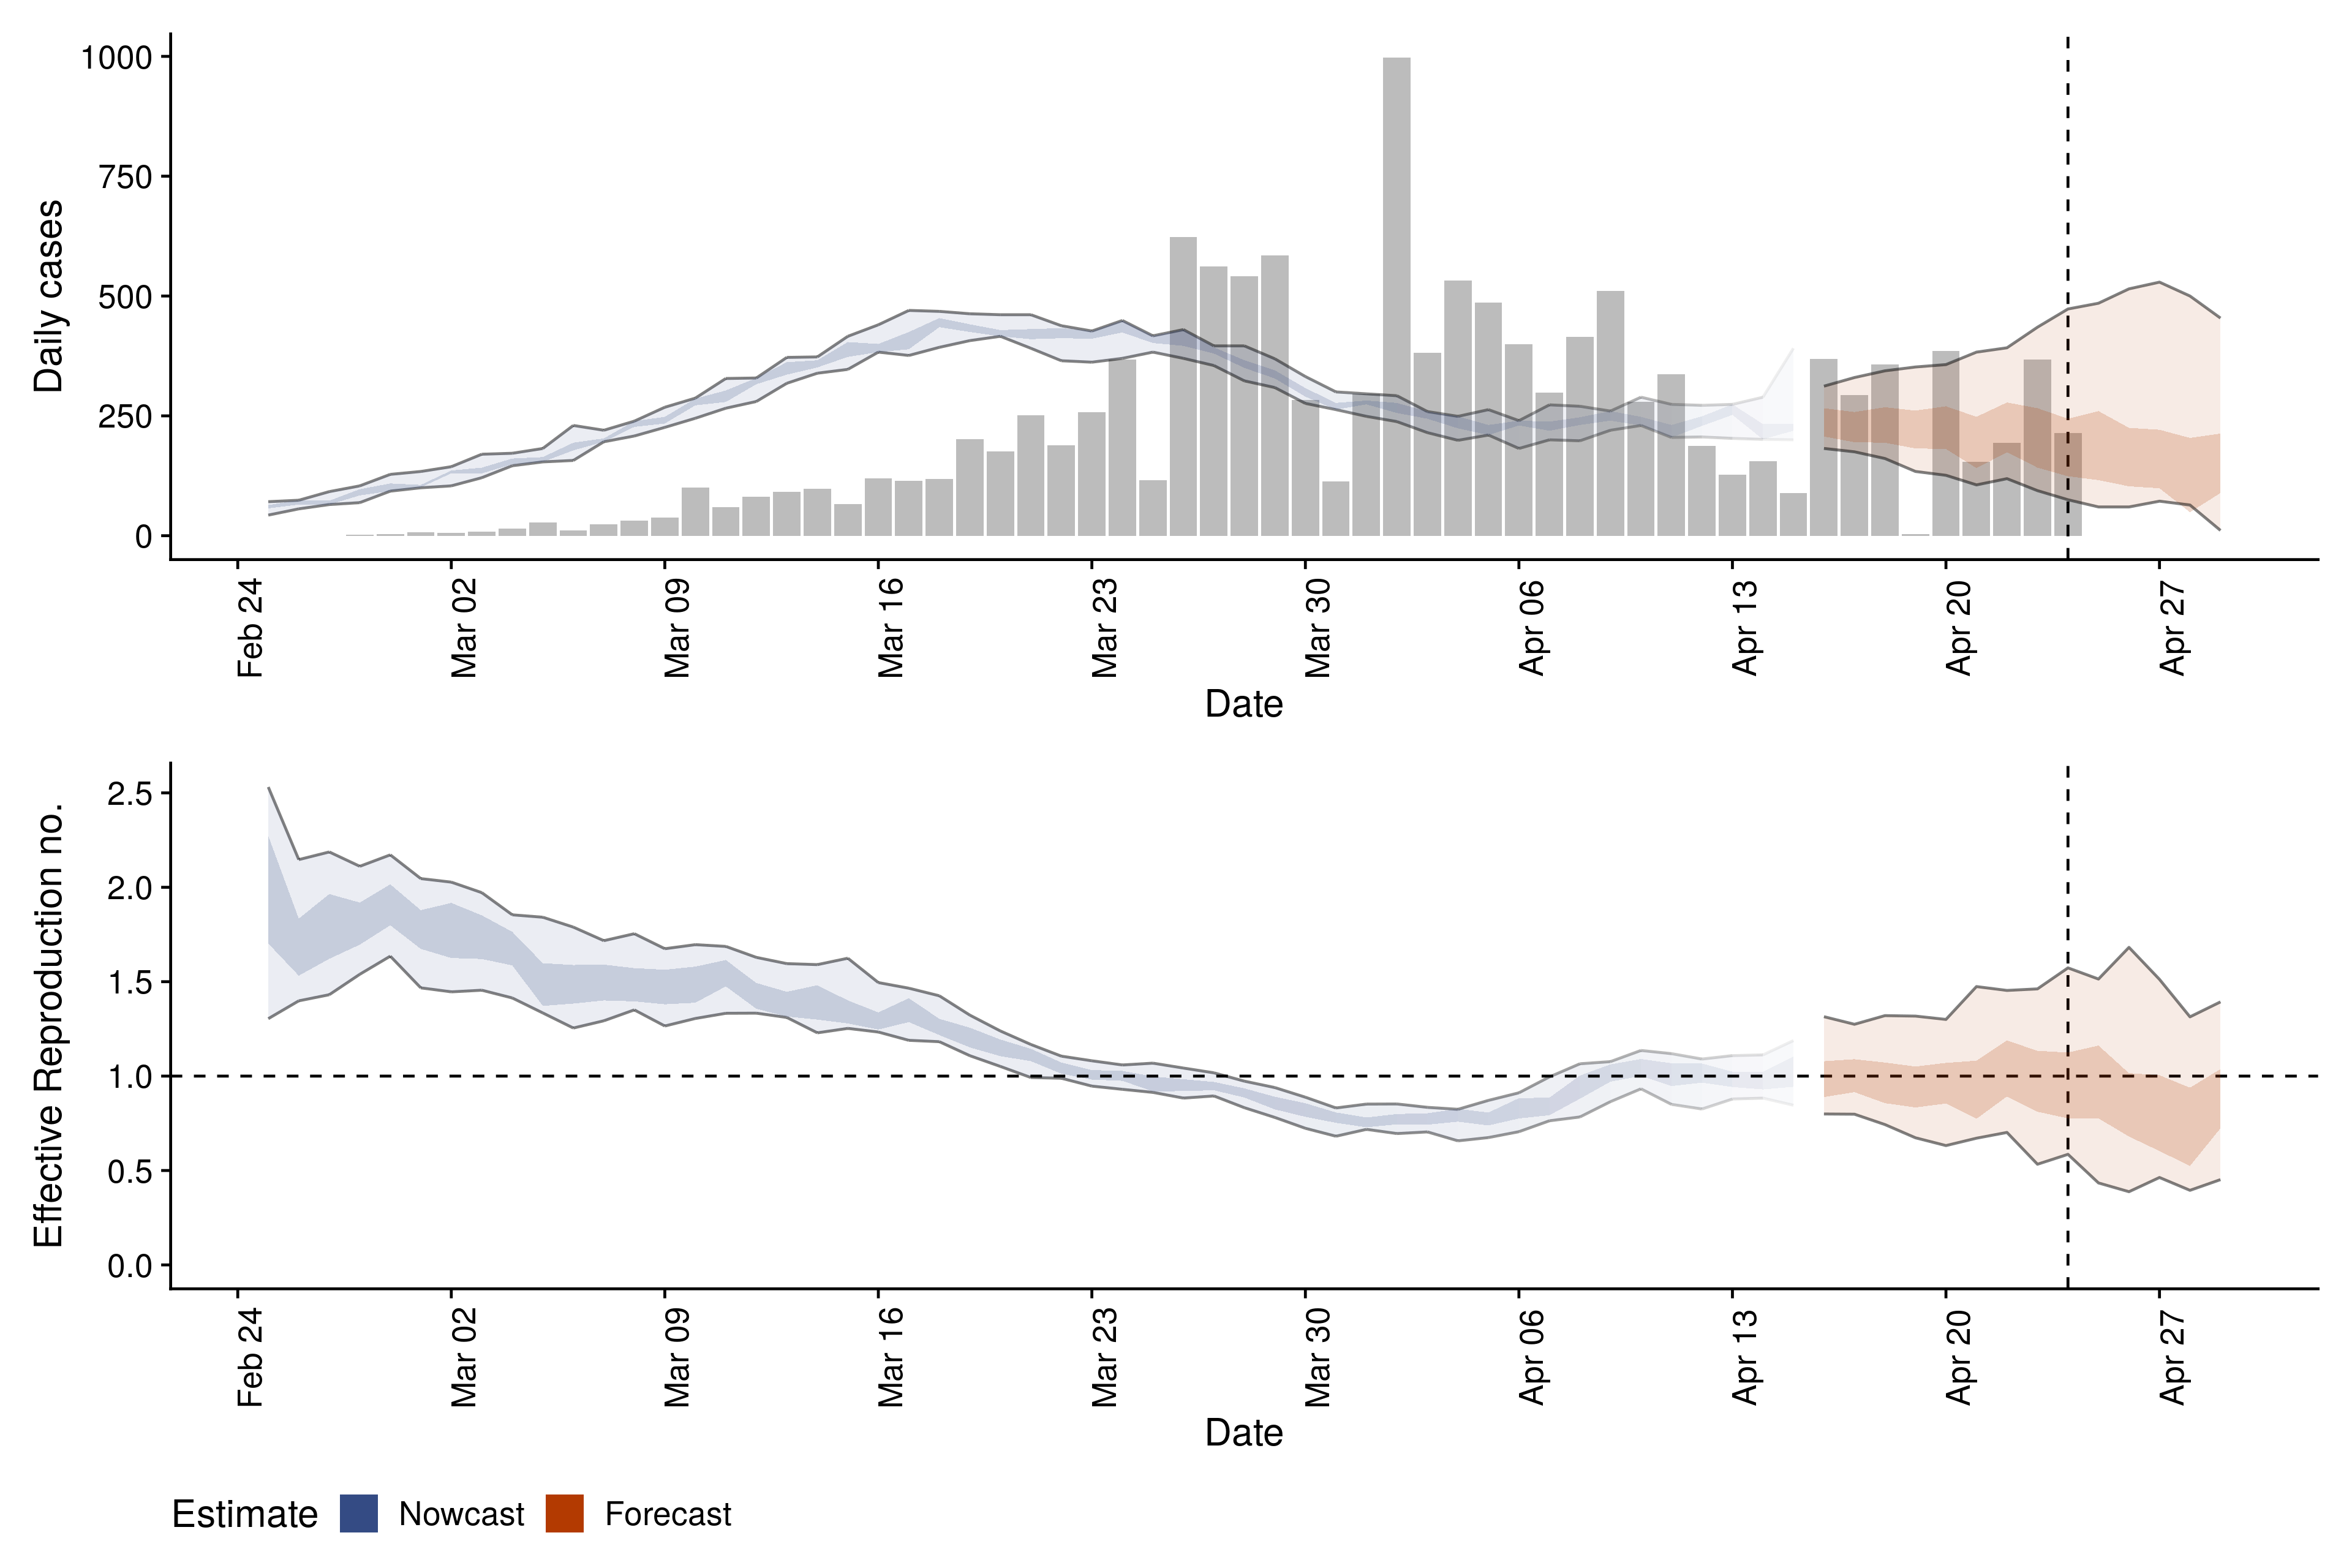 Daily cases
1000
750
500
250
0
Feb 24
Mar 02
Mar 09
Mar 16
Mar 23
Mar 30
Apr 06
Apr 13
Apr 20
Apr 27
Date
Effective Reproduction no.
2.5
2.0
1.5
1.0
0.5
0.0
Feb 24
Mar 02
Mar 09
Mar 16
Mar 23
Mar 30
Apr 06
Apr 13
Apr 20
Apr 27
Date
Estimate Nowcast Forecast